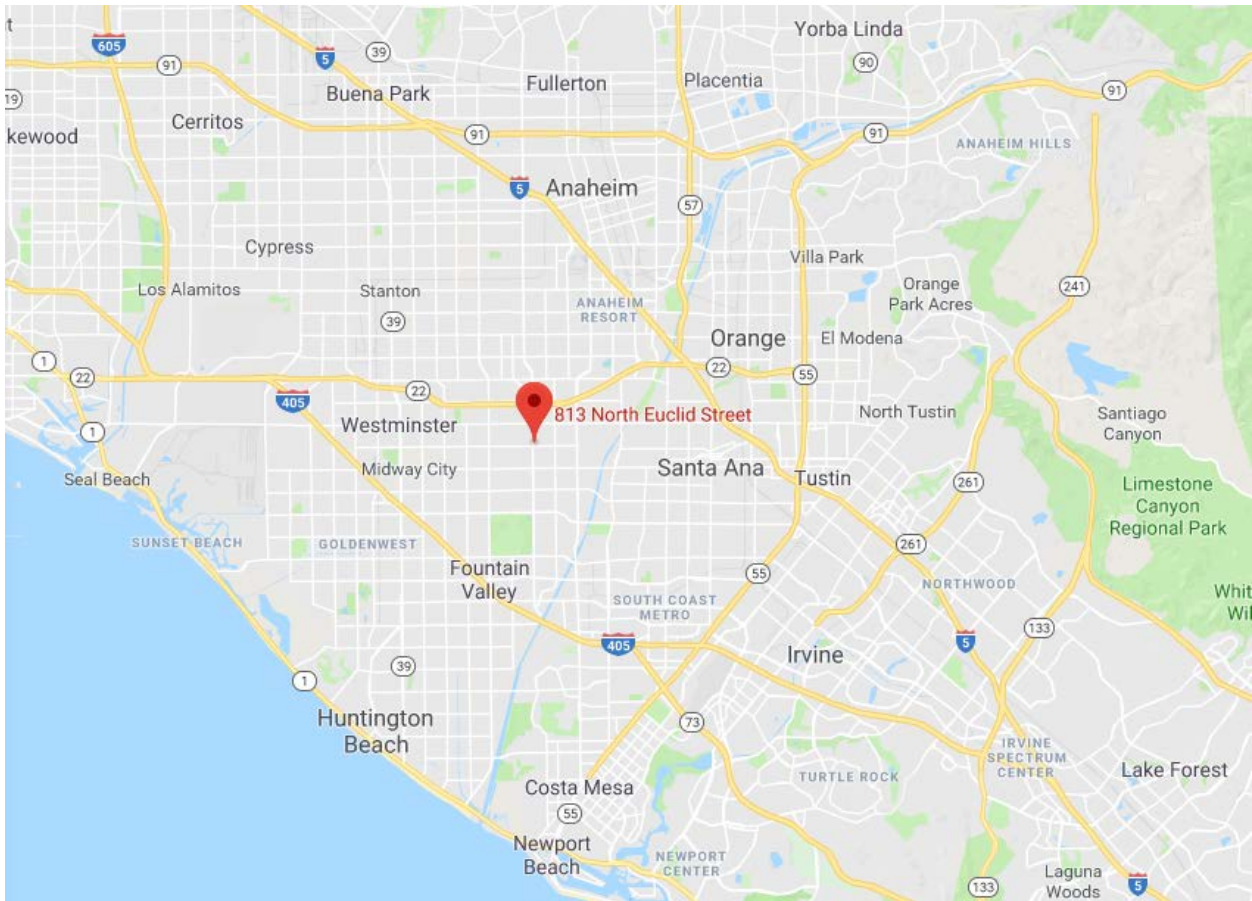 605
5
39
Yorba Linda
90
91
Buena Park
Fullerton
Placentia
91
19
kewood
Cerritos
91
91
ANAHEIM HILLS
5
Anaheim
57
Cypress
Villa Park
Los Alamitos
Stanton
39
ANAHEIM
RESORT
Orange
Park Acres
241
Orange
El Modena
1
22
22
22
55
405
813 North Euclid Street
North Tustin
Santiago
Canyon
1
Westminster
Midway City
Santa Ana
Tustin
Seal Beach
261
Limestone
Canyon
Regional Park
SUNSET BEACH
GOLDENWEST
261
Fountain
Valley
55
NORTHWOOD
SOUTH COAST
METRO
Whit
Wil
133
405
5
Irvine
39
1
Huntington
Beach
73
IRVINE
SPECTRUM
CENTER
Lake Forest
TURTLE ROCK
Costa Mesa
55
Newport
Beach
NEWPORT
CENTER
133
Laguna
Woods
5